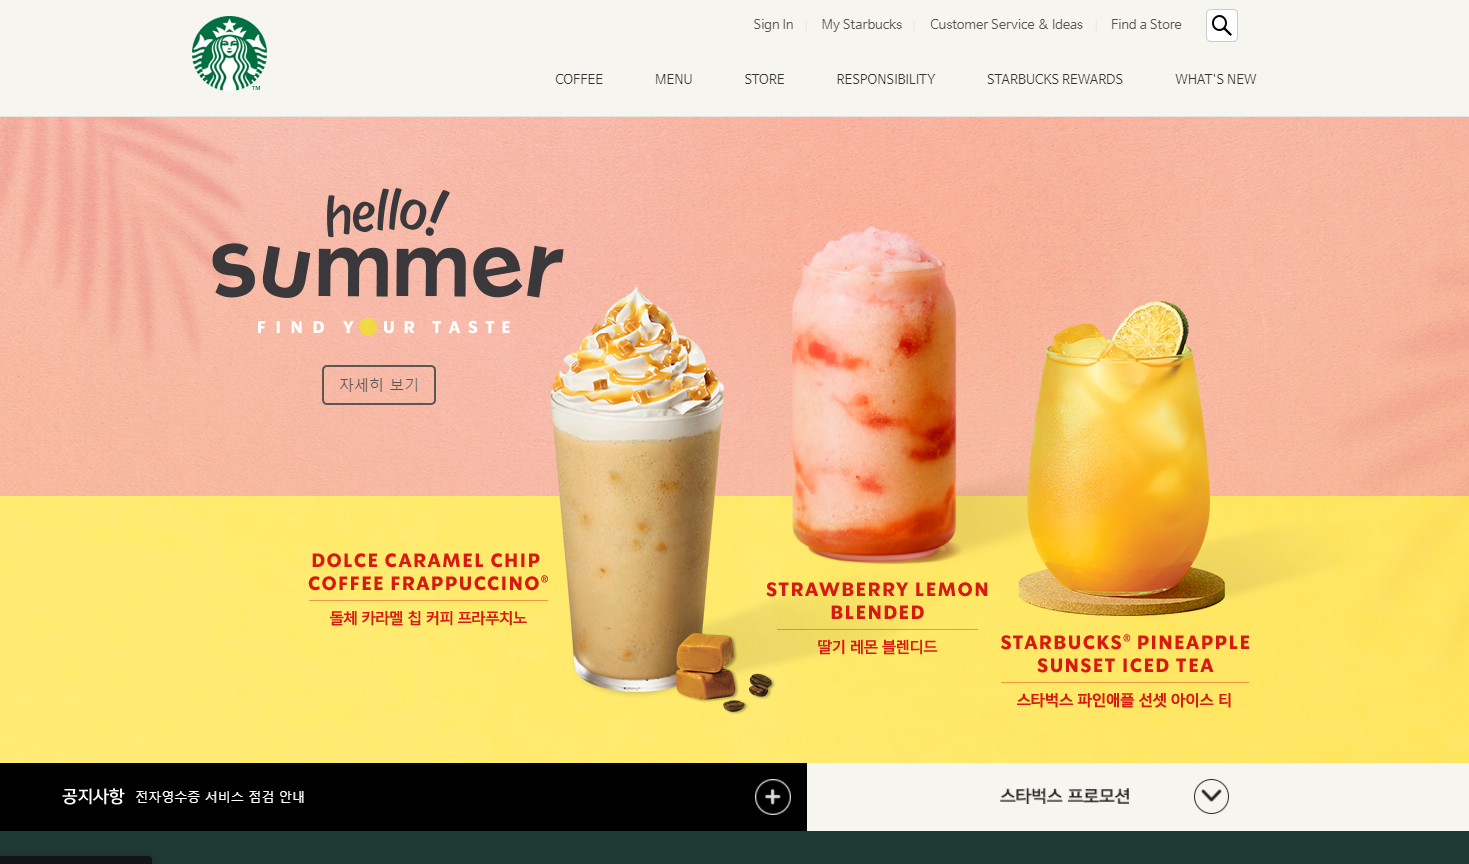 Sign In
My Starbucks
Customer Service & Ideas
Find a Store
TM
COFFEE
MENU
STORE
RESPONSIBILITY
STARBUCKS REWARDS
WHAT'S NEW
hello!
summer
FIND YOUR TASTE
자세히 보기
DOLCE CARAMEL CHIP
COFFEE FRAPPUCCINO®
돌체 카라멜 칩 커피 프라푸치노
STRAWBERRY LEMON
BLENDED
딸기 레몬 블렌디드
STARBUCKS® PINEAPPLE
SUNSET ICED TEA
스타벅스 파인애플 선셋 아이스 티
공지사항 전자영수증 서비스 점검 안내
스타벅스 프로모션